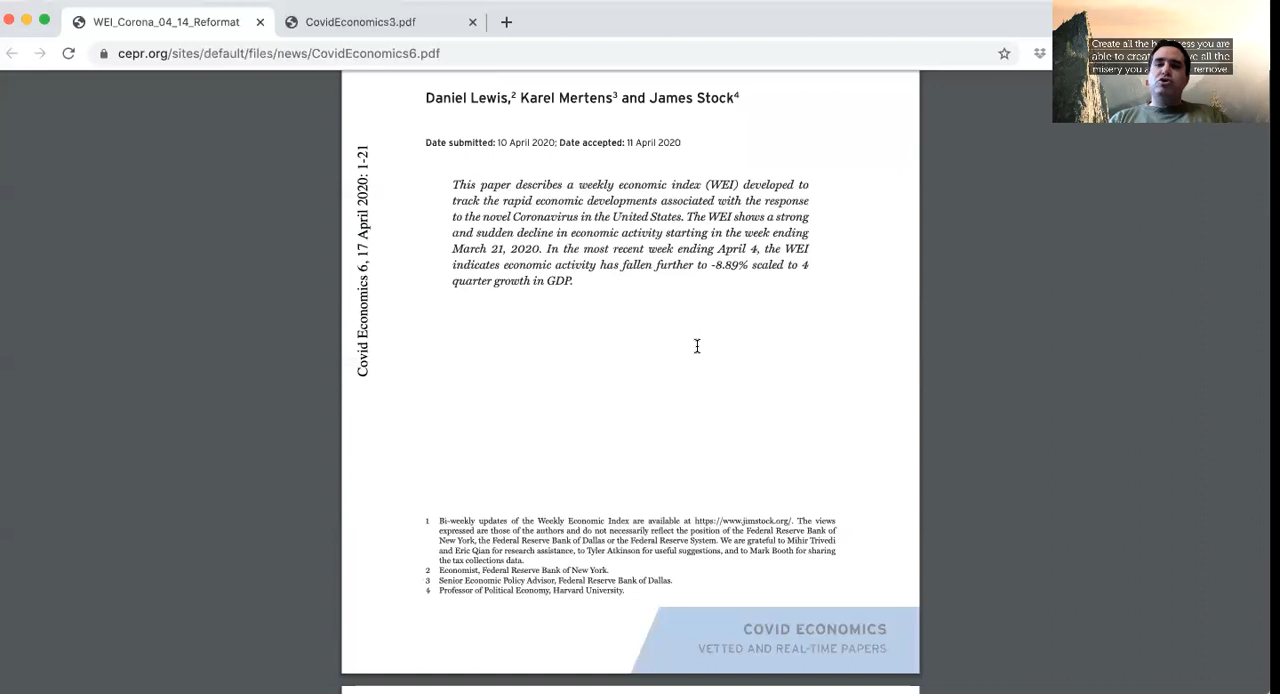 WEI_Corona_04_14_Reformat
CovidEconomics3.pdf
cepr.org/sites/default/files/news/CovidEconomics6.pdf
Create all the you are
able to all the
misery you remove.
Daniel Lewis,² Karel Mertens³ and James Stock⁴
Date submitted: 10 April 2020; Date accepted: 11 April 2020
Covid Economics 6, 17 April 2020: 1-21
This paper describes a weekly economic index (WEI) developed to
track the rapid economic developments associated with the response
to the novel Coronavirus in the United States. The WEI shows a strong
and sudden decline in economic activity starting in the week ending
March 21, 2020. In the most recent week ending April 4, the WEI
indicates economic activity has fallen further to -8.89% scaled to 4
quarter growth in GDP.
1 Bi-weekly updates of the Weekly Economic Index are available at https://www.jimstock.org/. The views
expressed are those of the authors and do not necessarily reflect the position of the Federal Reserve Bank of
New York, the Federal Reserve Bank of Dallas or the Federal Reserve System. We are grateful to Mihir Trivedi
and Eric Qian for research assistance, to Tyler Atkinson for useful suggestions, and to Mark Booth for sharing
the tax collections data.
2 Economist, Federal Reserve Bank of New York.
3 Senior Economic Policy Advisor, Federal Reserve Bank of Dallas.
4 Professor of Political Economy, Harvard University.
COVID ECONOMICS
VETTED AND REAL-TIME PAPERS